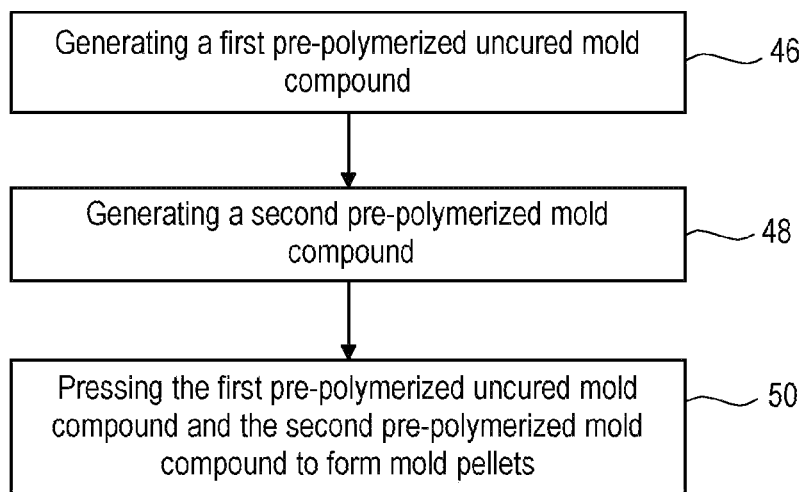 Generating a first pre-polymerized uncured mold
compound
46
Generating a second pre-polymerized mold
compound
48
Pressing the first pre-polymerized uncured mold
compound and the second pre-polymerized mold
compound to form mold pellets
50